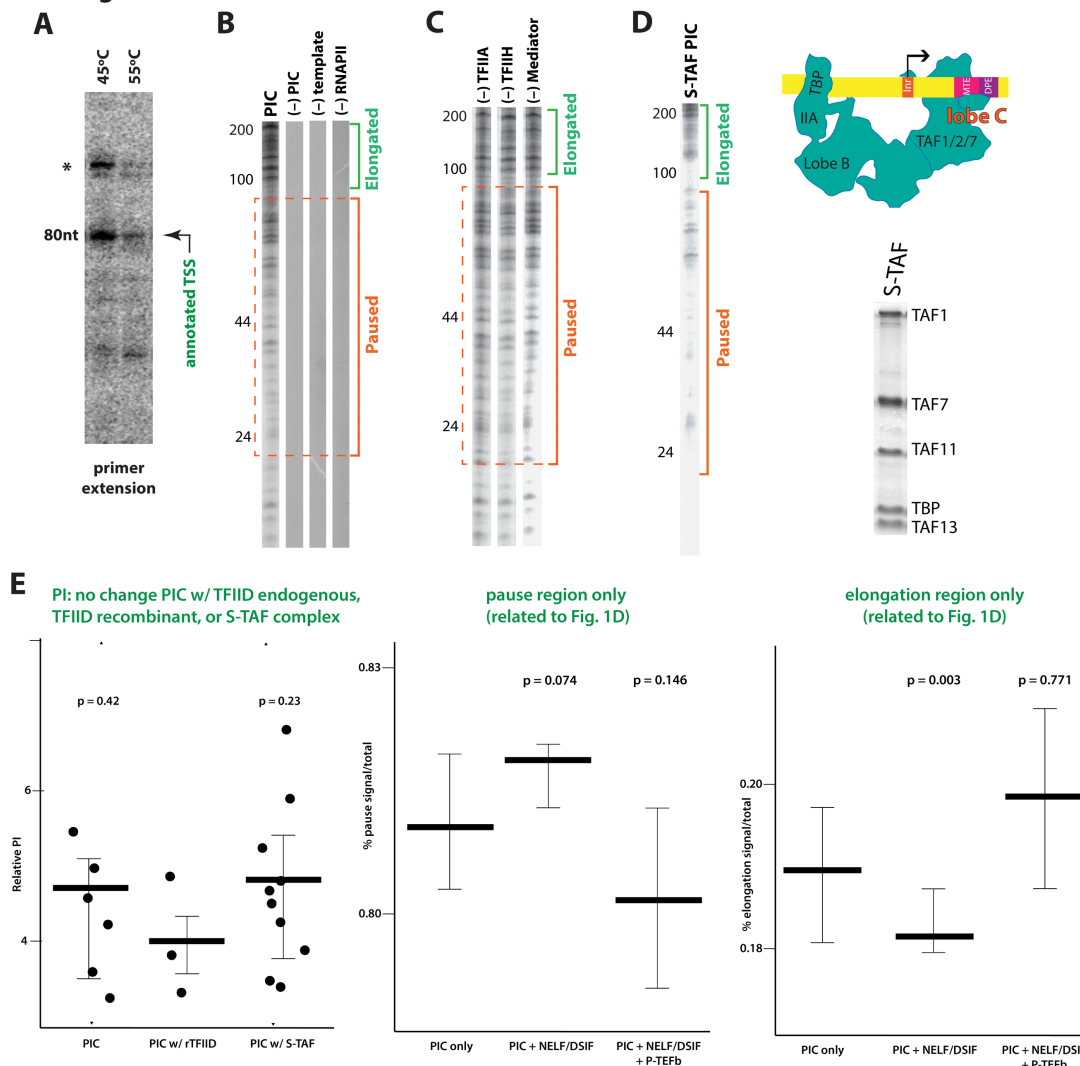 A
45°C
55°C
*
80nt
annotated TSS
primer
extension
B
PIC
(–) PIC
(–) template
(–) RNAPII
200
100
44
24
Elongated
Paused
C
(–) TFIIA
(–) TFIIH
(–) Mediator
200
100
44
24
Elongated
Paused
D
S-TAF PIC
200
100
44
24
Elongated
Paused
TBP
IIA
Lobe B
Inr
MTE
DPE
lobe C
TAF1/2/7
S-TAF
TAF1
TAF7
TAF11
TBP
TAF13
E
PI: no change PIC w/ TFIID endogenous,
TFIID recombinant, or S-TAF complex
p = 0.42
p = 0.23
6
4
Relative PI
PIC
PIC w/ rTFIID
PIC w/ S-TAF
pause region only
(related to Fig. 1D)
0.83
p = 0.074
p = 0.146
0.80
% pause signal/total
PIC only
PIC + NELF/DSIF
PIC + NELF/DSIF
+ P-TEFb
elongation region only
(related to Fig. 1D)
p = 0.003
p = 0.771
0.20
0.18
% elongation signal/total
PIC only
PIC + NELF/DSIF
PIC + NELF/DSIF
+ P-TEFb